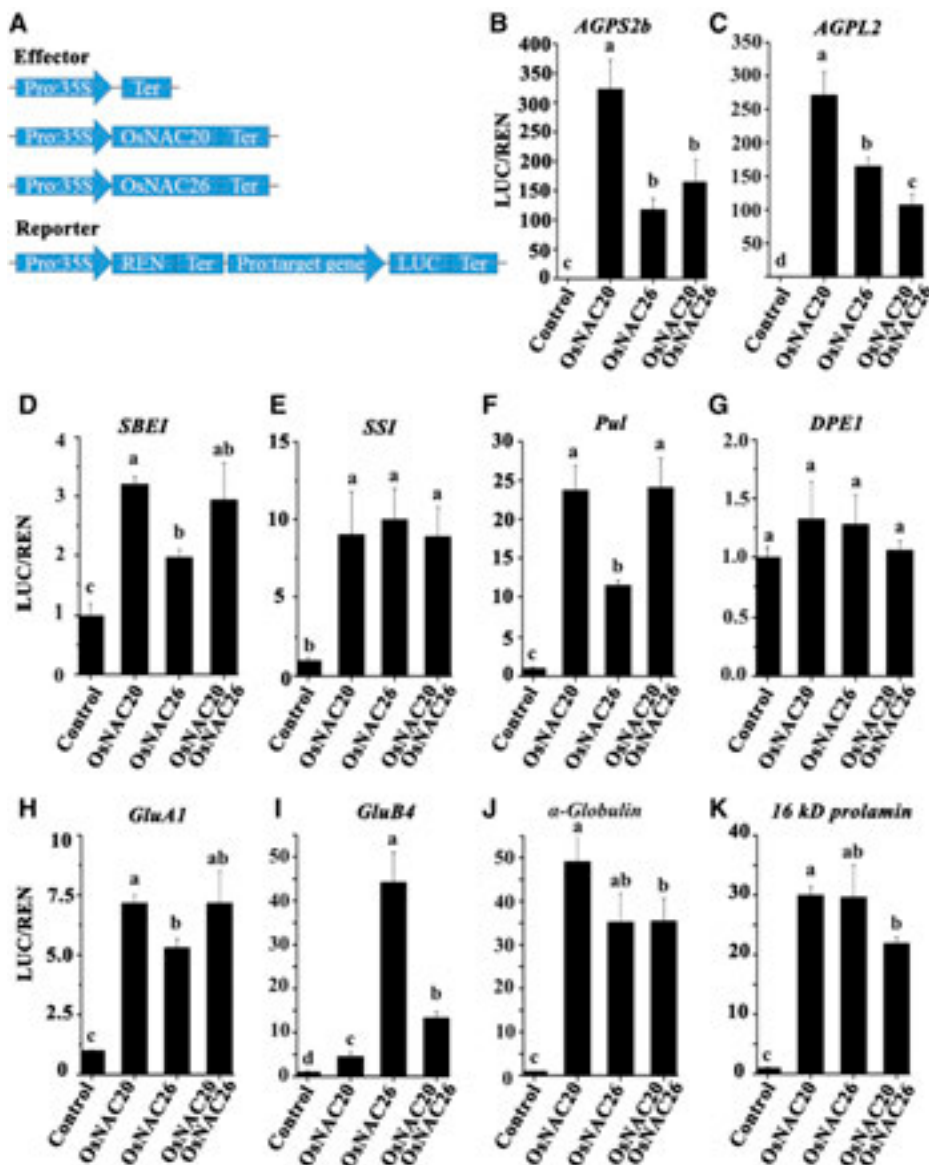 A
Effector
Pro:35S Ter
Pro:35S OsNAC20 Ter
Pro:35S OsNAC26 Ter
Reporter
Pro:35S REN Ter Pro:target gene LUC Ter
B AGPS2b
LUC/REN
400
350
300
250
200
150
100
50
0
c a b b
Control
OsNAC20
OsNAC26
OsNAC20
OsNAC26
C AGPL2
350
300
250
200
150
100
50
d a b c
Control
OsNAC20
OsNAC26
OsNAC20
OsNAC26
D SBEI
LUC/REN
4
3
2
1
0
c a b ab
Control
OsNAC20
OsNAC26
OsNAC20
OsNAC26
E SSI
15
10
5
0
b a a a
Control
OsNAC20
OsNAC26
OsNAC20
OsNAC26
F Pul
30
25
20
15
10
5
0
c a b a
Control
OsNAC20
OsNAC26
OsNAC20
OsNAC26
G DPE1
2.0
1.5
1.0
0.5
0.0
a a a a
Control
OsNAC20
OsNAC26
OsNAC20
OsNAC26
H GluA1
LUC/REN
10
7.5
5.0
2.5
0
c a b ab
Control
OsNAC20
OsNAC26
OsNAC20
OsNAC26
I GluB4
50
40
30
20
10
0
d c a b
Control
OsNAC20
OsNAC26
OsNAC20
OsNAC26
J α-Globulin
50
40
30
20
10
0
c a ab b
Control
OsNAC20
OsNAC26
OsNAC20
OsNAC26
K 16 kD prolamin
40
30
20
10
0
c a ab b
Control
OsNAC20
OsNAC26
OsNAC20
OsNAC26